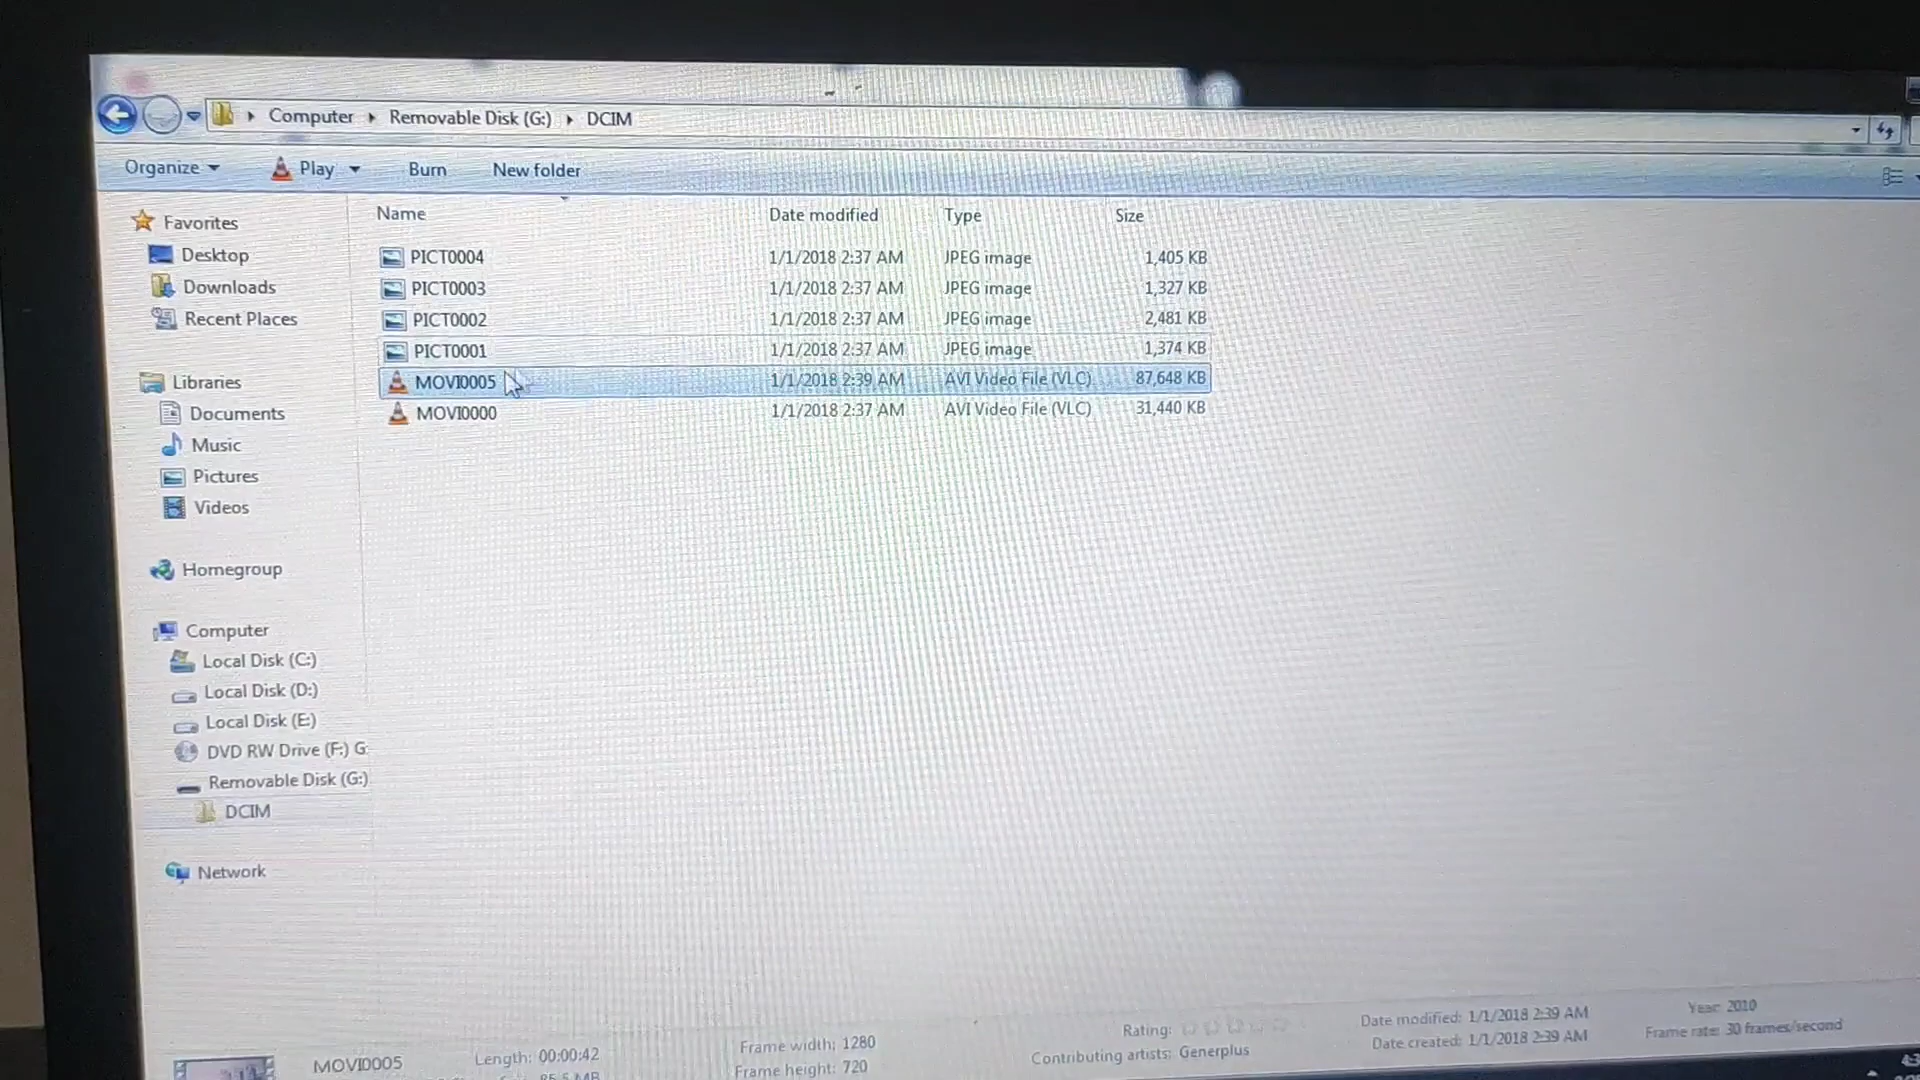 Computer Removable Disk (G:) DCIM
Organize Play Burn New folder
Name Date modified Type Size
PICT0004 1/1/2018 2:37 AM JPEG image 1,405 KB
PICT0003 1/1/2018 2:37 AM JPEG image 1,327 KB
PICT0002 1/1/2018 2:37 AM JPEG image 2,481 KB
PICT0001 1/1/2018 2:37 AM JPEG image 1,374 KB
MOVI0005 1/1/2018 2:39 AM AVI Video File (VLC) 87,648 KB
MOVI0000 1/1/2018 2:37 AM AVI Video File (VLC) 31,440 KB
Favorites
Desktop
Downloads
Recent Places
Libraries
Documents
Music
Pictures
Videos
Homegroup
Computer
Local Disk (C:)
Local Disk (D:)
Local Disk (E:)
DVD RW Drive (F:) G
Removable Disk (G:)
DCIM
Network
MOVI0005 Length: 00:00:42 Frame width: 1280 Rating: Date modified: 1/1/2018 2:39 AM Year: 2010
85.5 MB Frame height: 720 Contributing artists: Generplus Date created: 1/1/2018 2:39 AM Frame rate: 30 frames/second